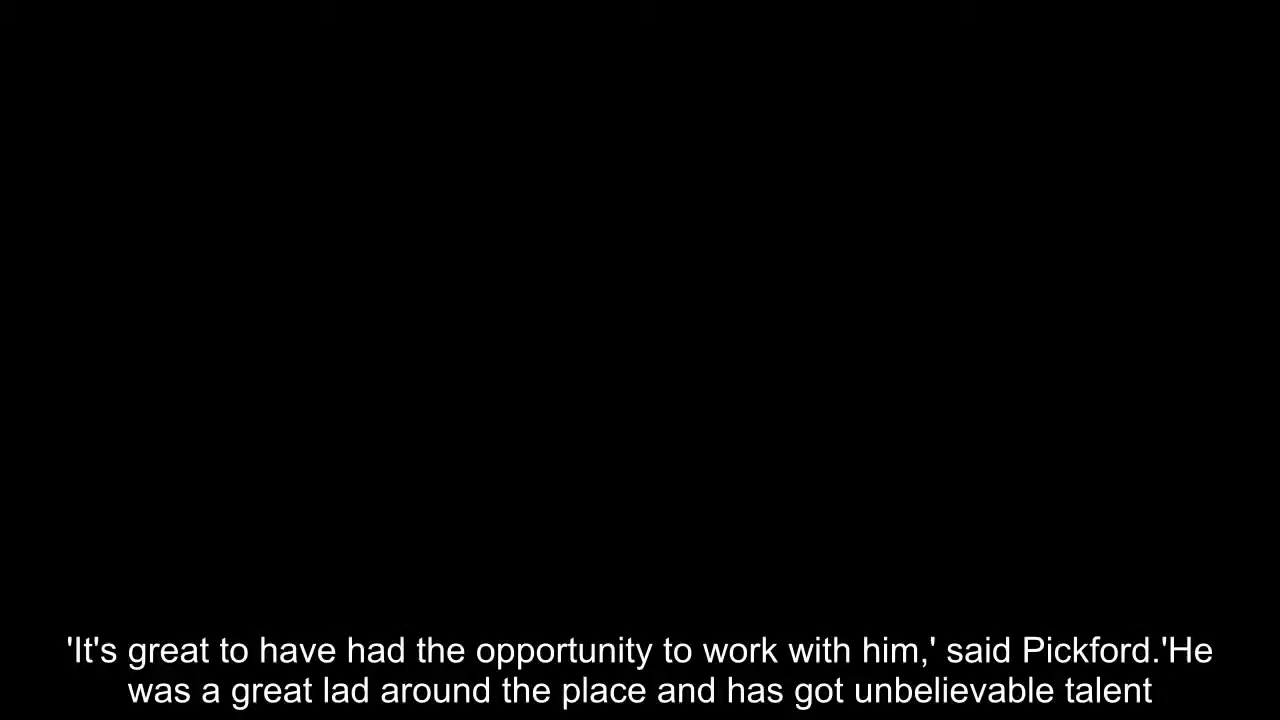 'It's great to have had the opportunity to work with him,' said Pickford.'He
was a great lad around the place and has got unbelievable talent